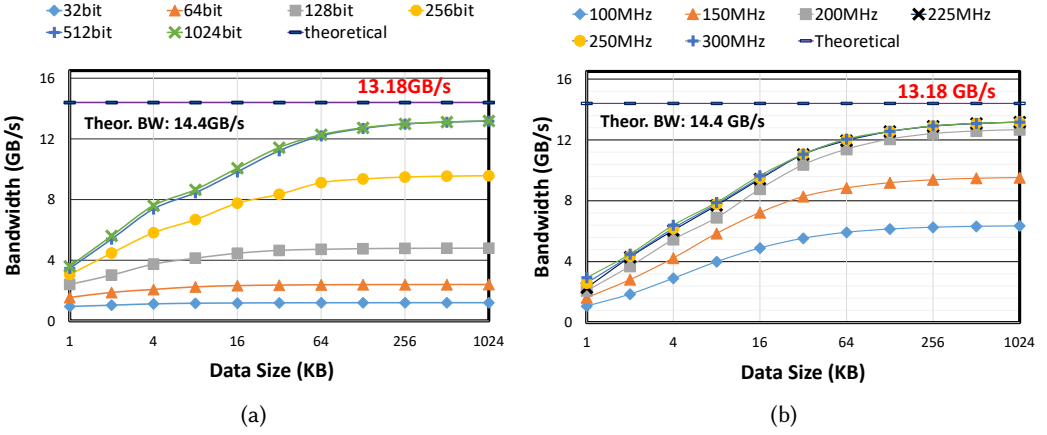 32bit 64bit 128bit 256bit
512bit 1024bit theoretical
16
12
8
4
0
Bandwidth (GB/s)
13.18GB/s
Theor. BW: 14.4GB/s
1 4 16 64 256 1024
Data Size (KB)
(a)
100MHz 150MHz 200MHz 225MHz
250MHz 300MHz Theoretical
16
12
8
4
0
Bandwidth (GB/s)
13.18 GB/s
Theor. BW: 14.4 GB/s
1 4 16 64 256 1024
Data Size (KB)
(b)